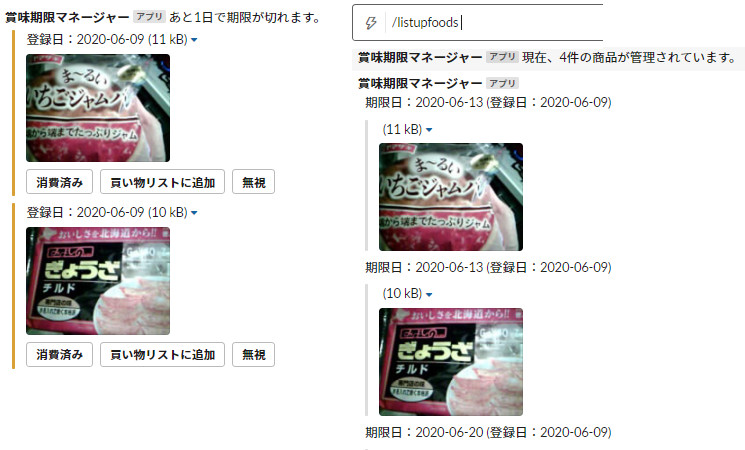 賞味期限マネージャー アプリ あと1日で期限が切れます。
登録日：2020-06-09 (11 kB)
ま～るい
いちごジャムパ
端から端までたっぷりジャム
消費済み 買い物リストに追加 無視
登録日：2020-06-09 (10 kB)
おいしさを北海道から!!
ぎょうざ
チルド
専門店の味
消費済み 買い物リストに追加 無視
/listupfoods
賞味期限マネージャー アプリ 現在、4件の商品が管理されています。
賞味期限マネージャー アプリ
期限日：2020-06-13 (登録日：2020-06-09)
(11 kB)
ま～るい
いちごジャムパ
端から端までたっぷりジャム
期限日：2020-06-13 (登録日：2020-06-09)
(10 kB)
おいしさを北海道から!!
ぎょうざ
チルド
専門店の味
期限日：2020-06-20 (登録日：2020-06-09)